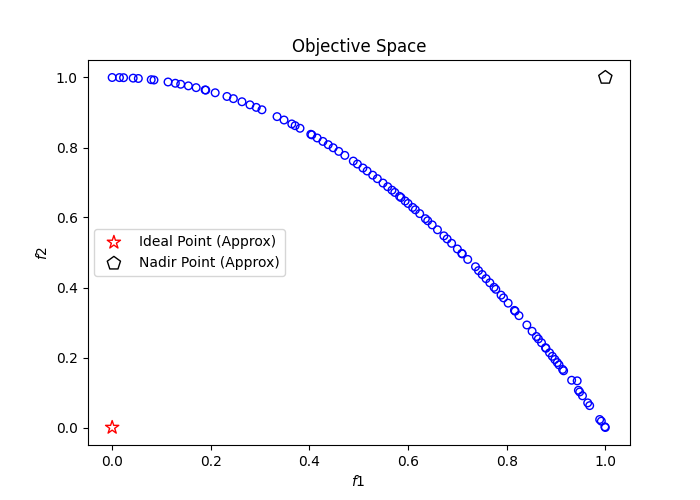 Objective Space
1.0
0.8
0.6
0.4
0.2
0.0
f2
Ideal Point (Approx)
Nadir Point (Approx)
0.0 0.2 0.4 0.6 0.8 1.0
f1